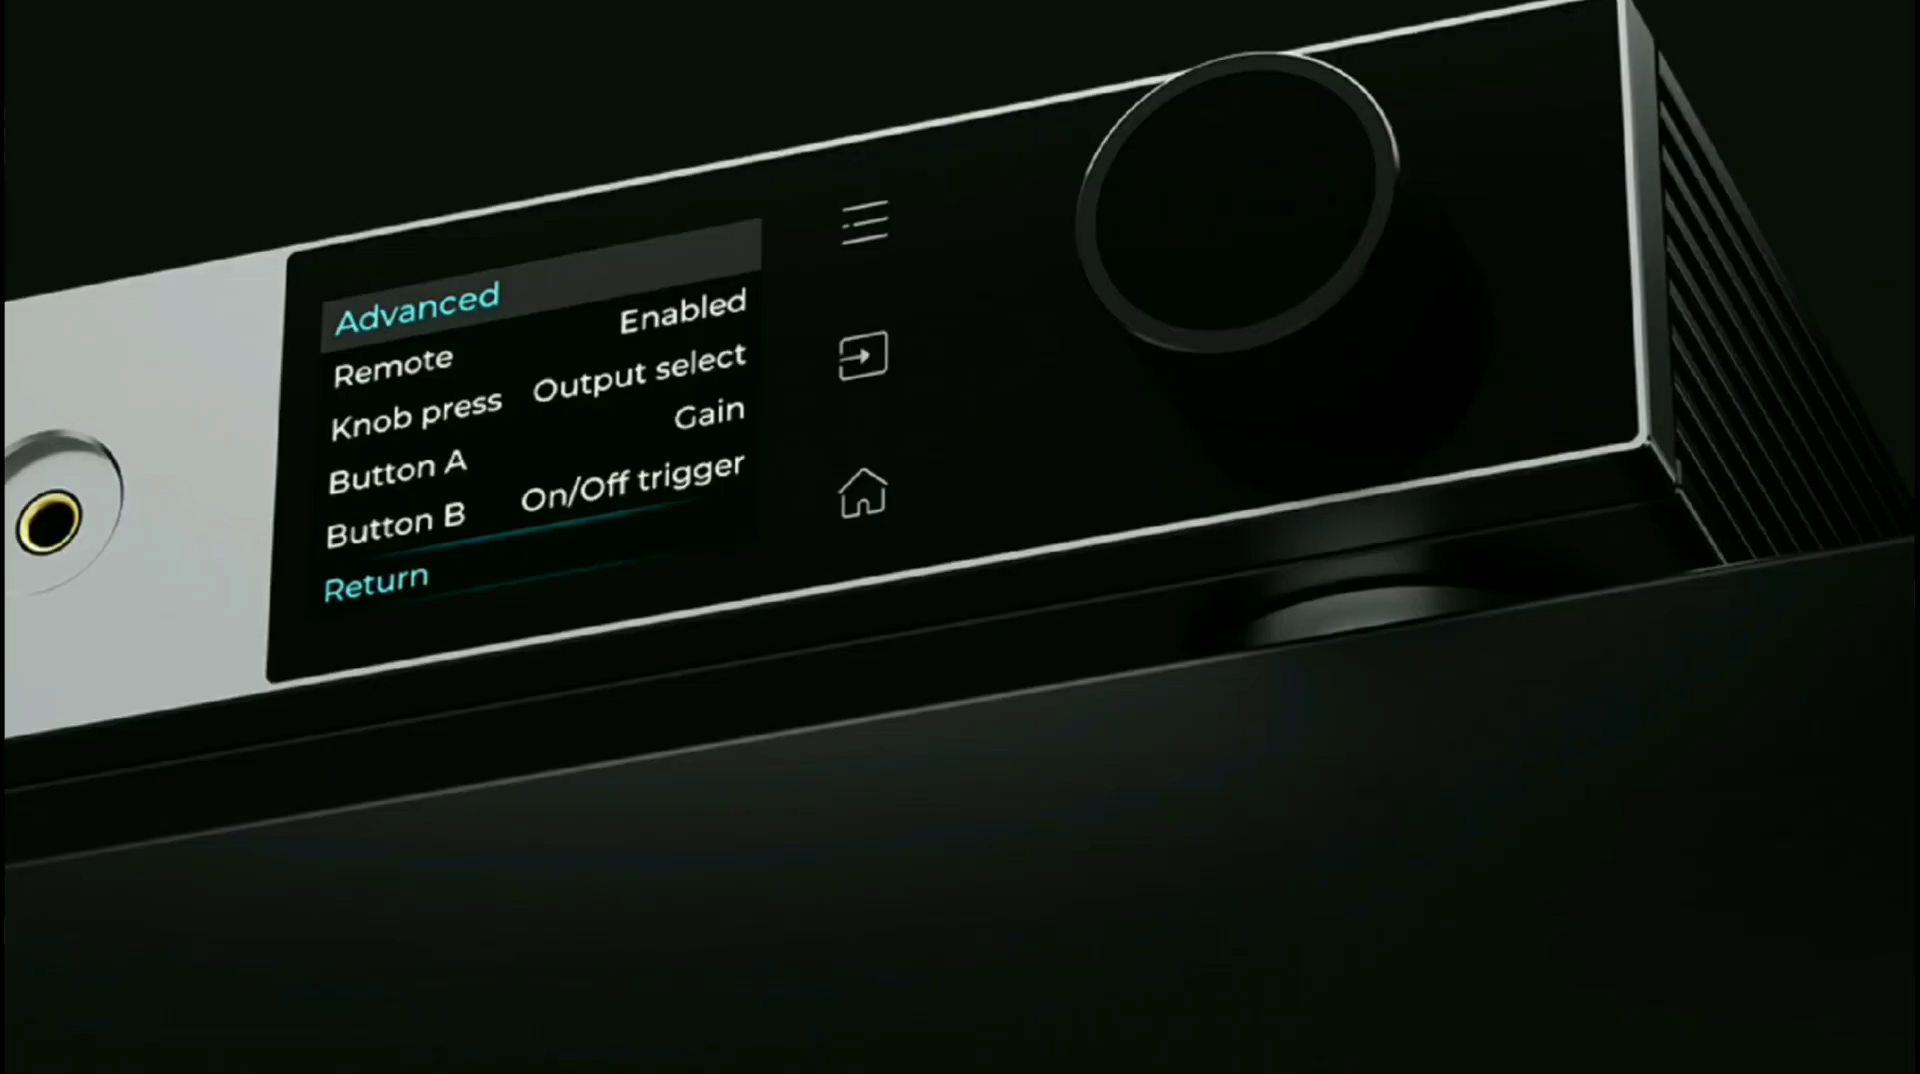 Advanced
Remote Enabled
Knob press Output select
Button A Gain
Button B On/Off trigger
Return